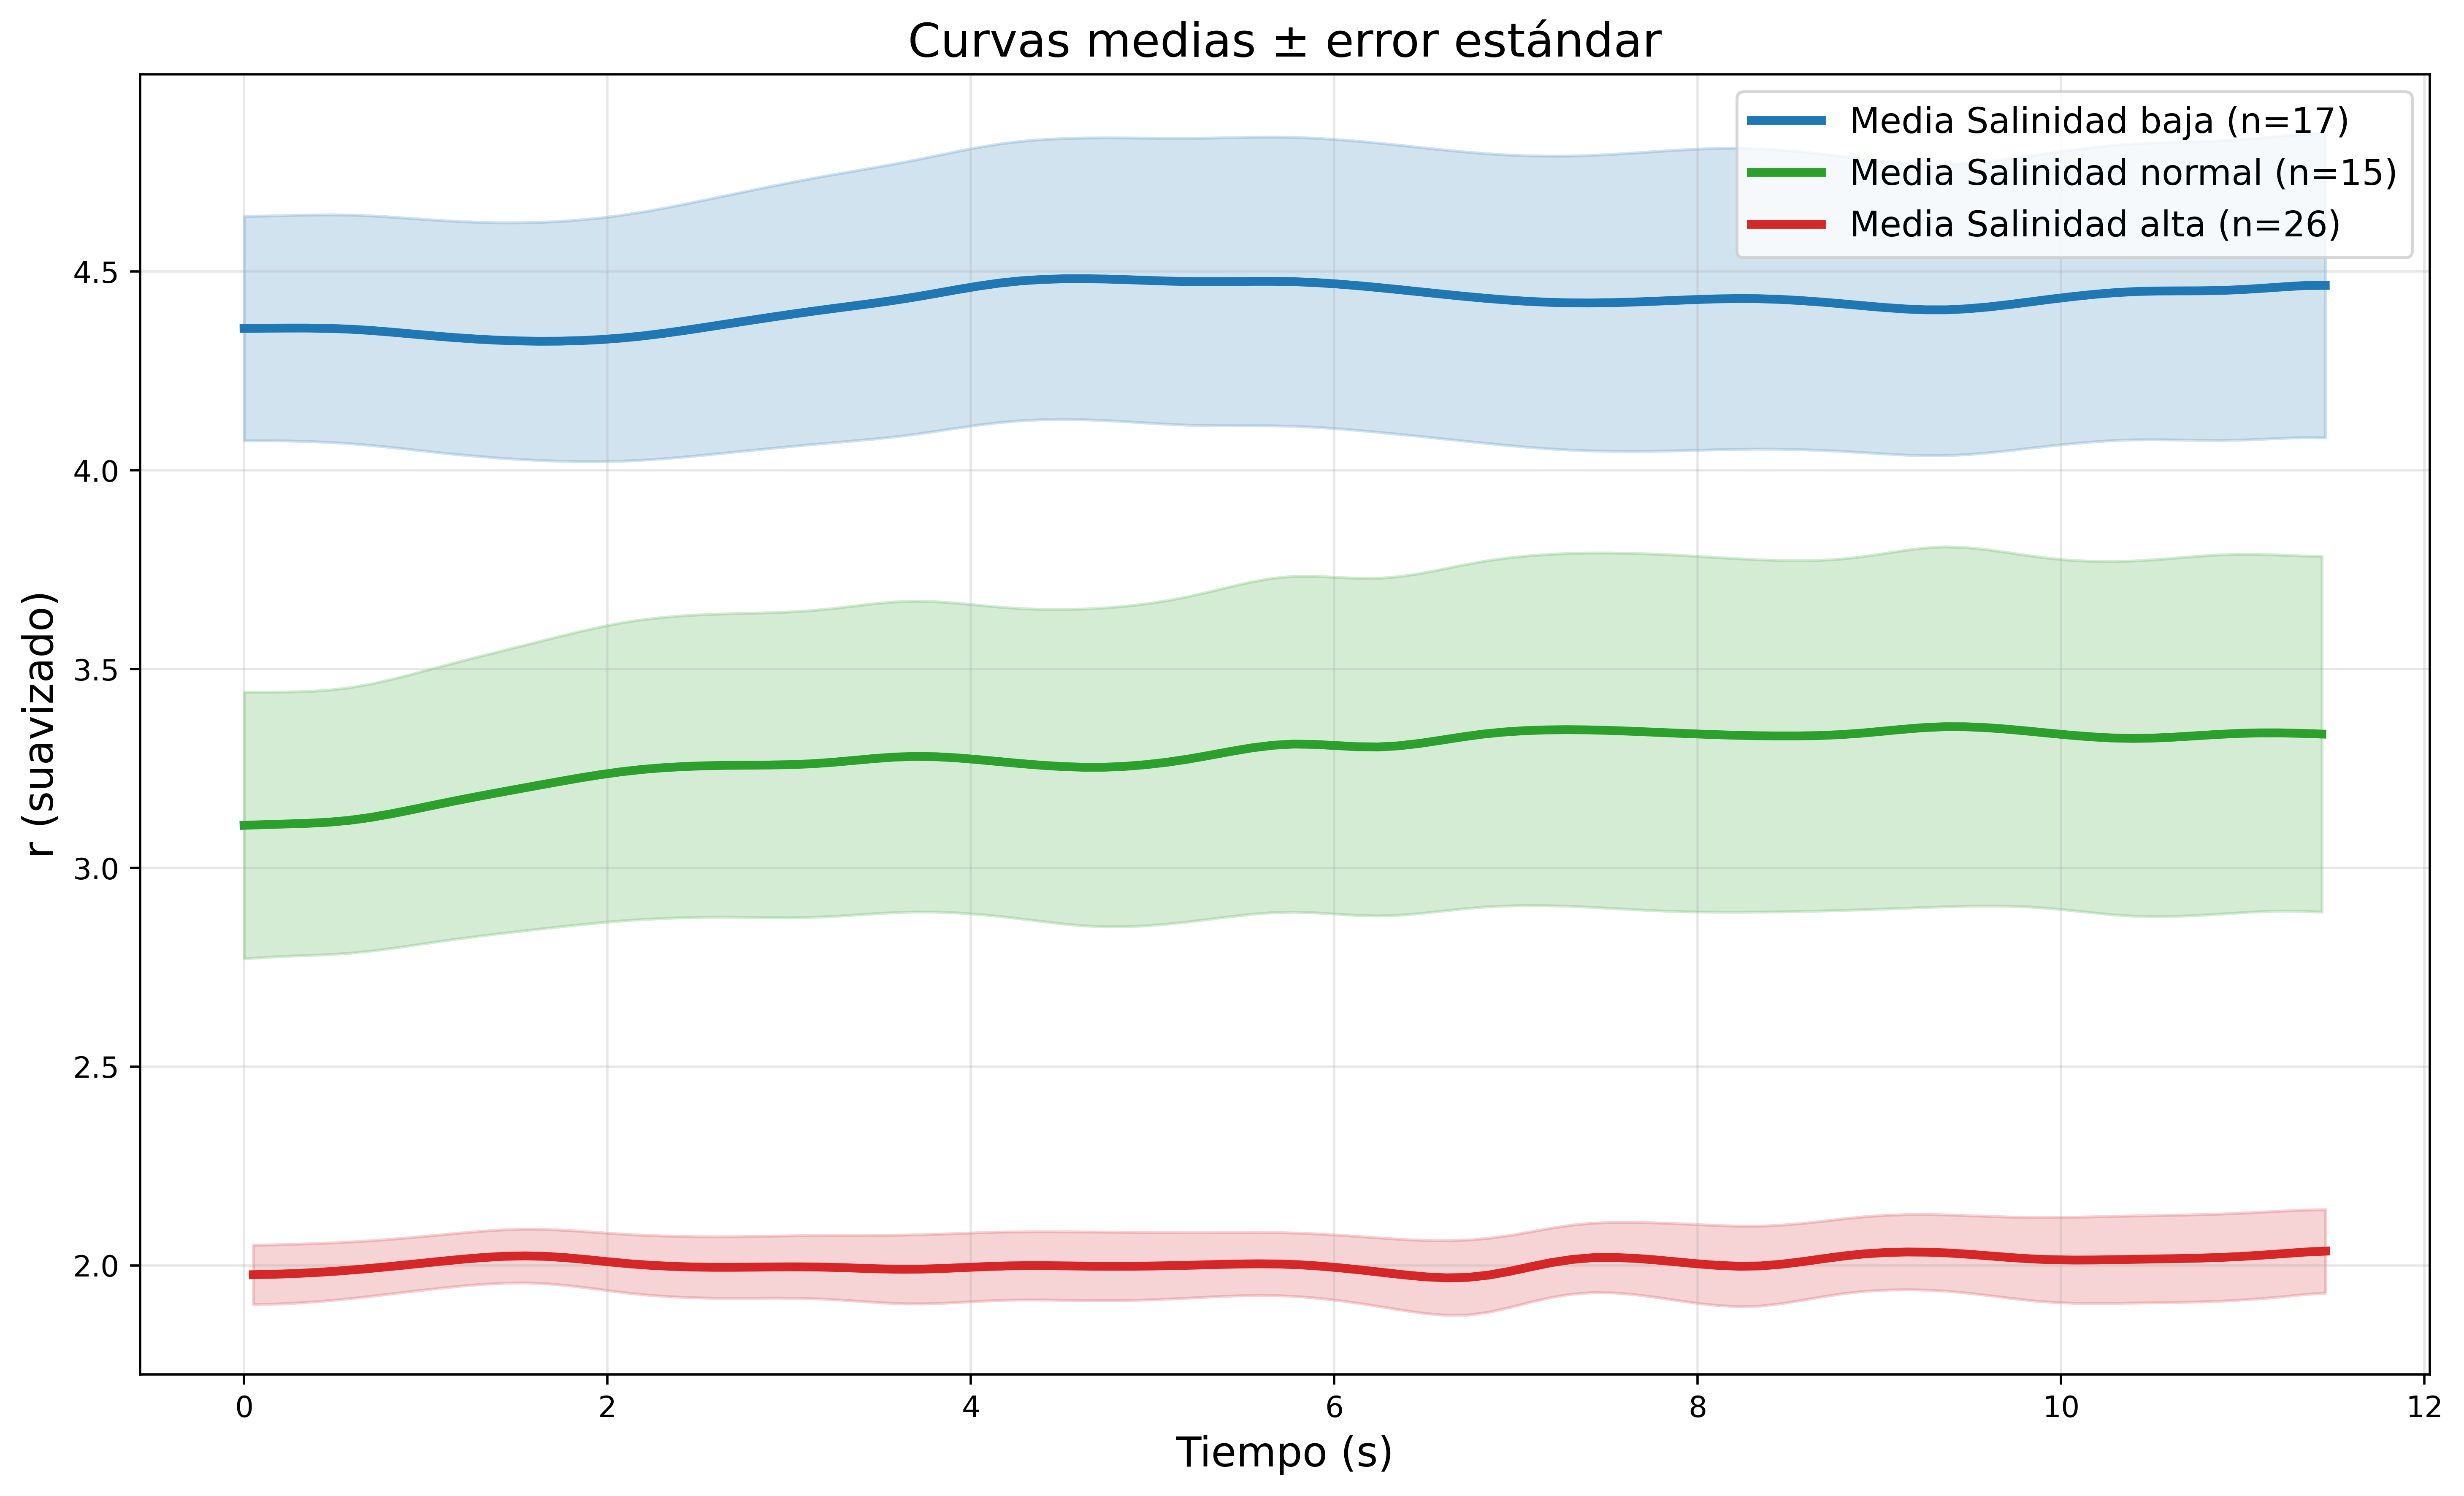 Curvas medias ± error estándar
Media Salinidad baja (n=17)
Media Salinidad normal (n=15)
Media Salinidad alta (n=26)
r (suavizado)
4.5
4.0
3.5
3.0
2.5
2.0
0 2 4 6 8 10 12
Tiempo (s)